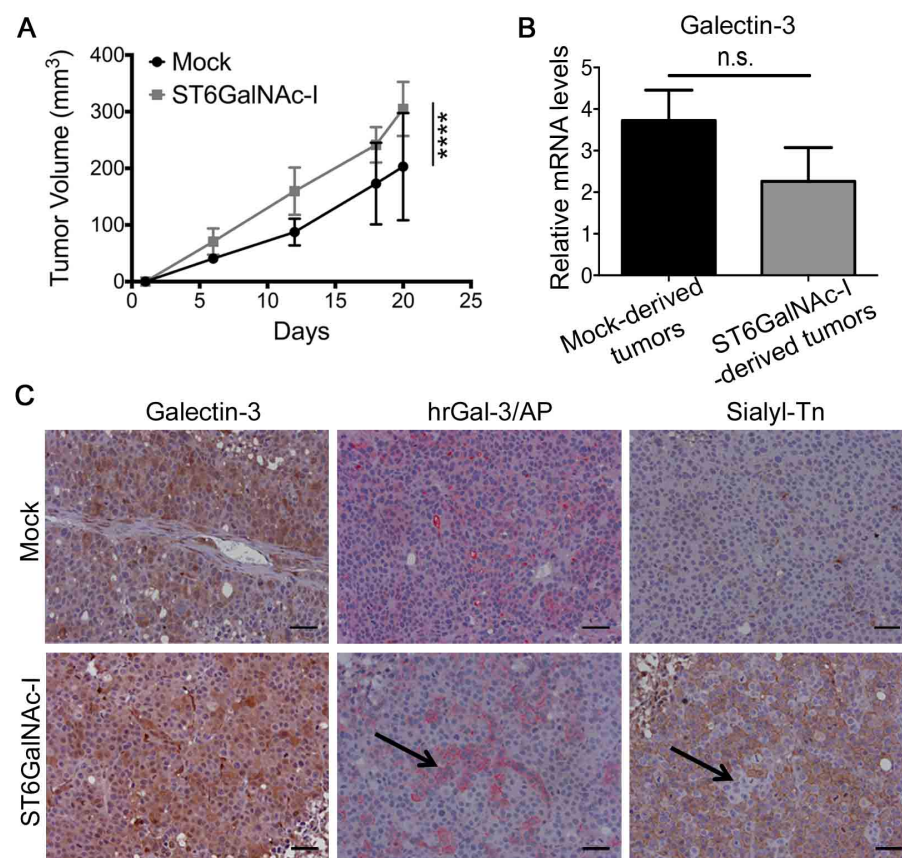 A
Tumor Volume (mm³)
400
300
200
100
0
0
5
10
15
20
25
Days
Mock
ST6GalNAc-I
****
B
Galectin-3
n.s.
Relative mRNA levels
5
4
3
2
1
0
Mock-derived
tumors
ST6GalNAc-I
-derived tumors
C
Galectin-3
hrGal-3/AP
Sialyl-Tn
Mock
ST6GalNAc-I